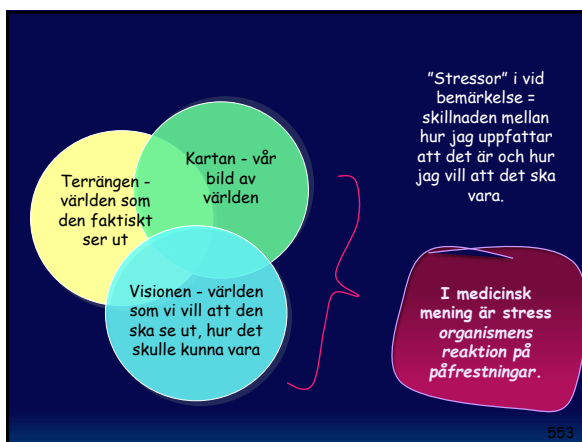 Terrängen -
världen som
den faktiskt
ser ut
Kartan - vår
bild av
världen
Visionen - världen
som vi vill att den
ska se ut, hur det
skulle kunna vara
"Stressor" i vid
bemärkelse =
skillnaden mellan
hur jag uppfattar
att det är och hur
jag vill att det ska
vara.
I medicinsk
mening är stress
organismens
reaktion på
påfrestningar.
553